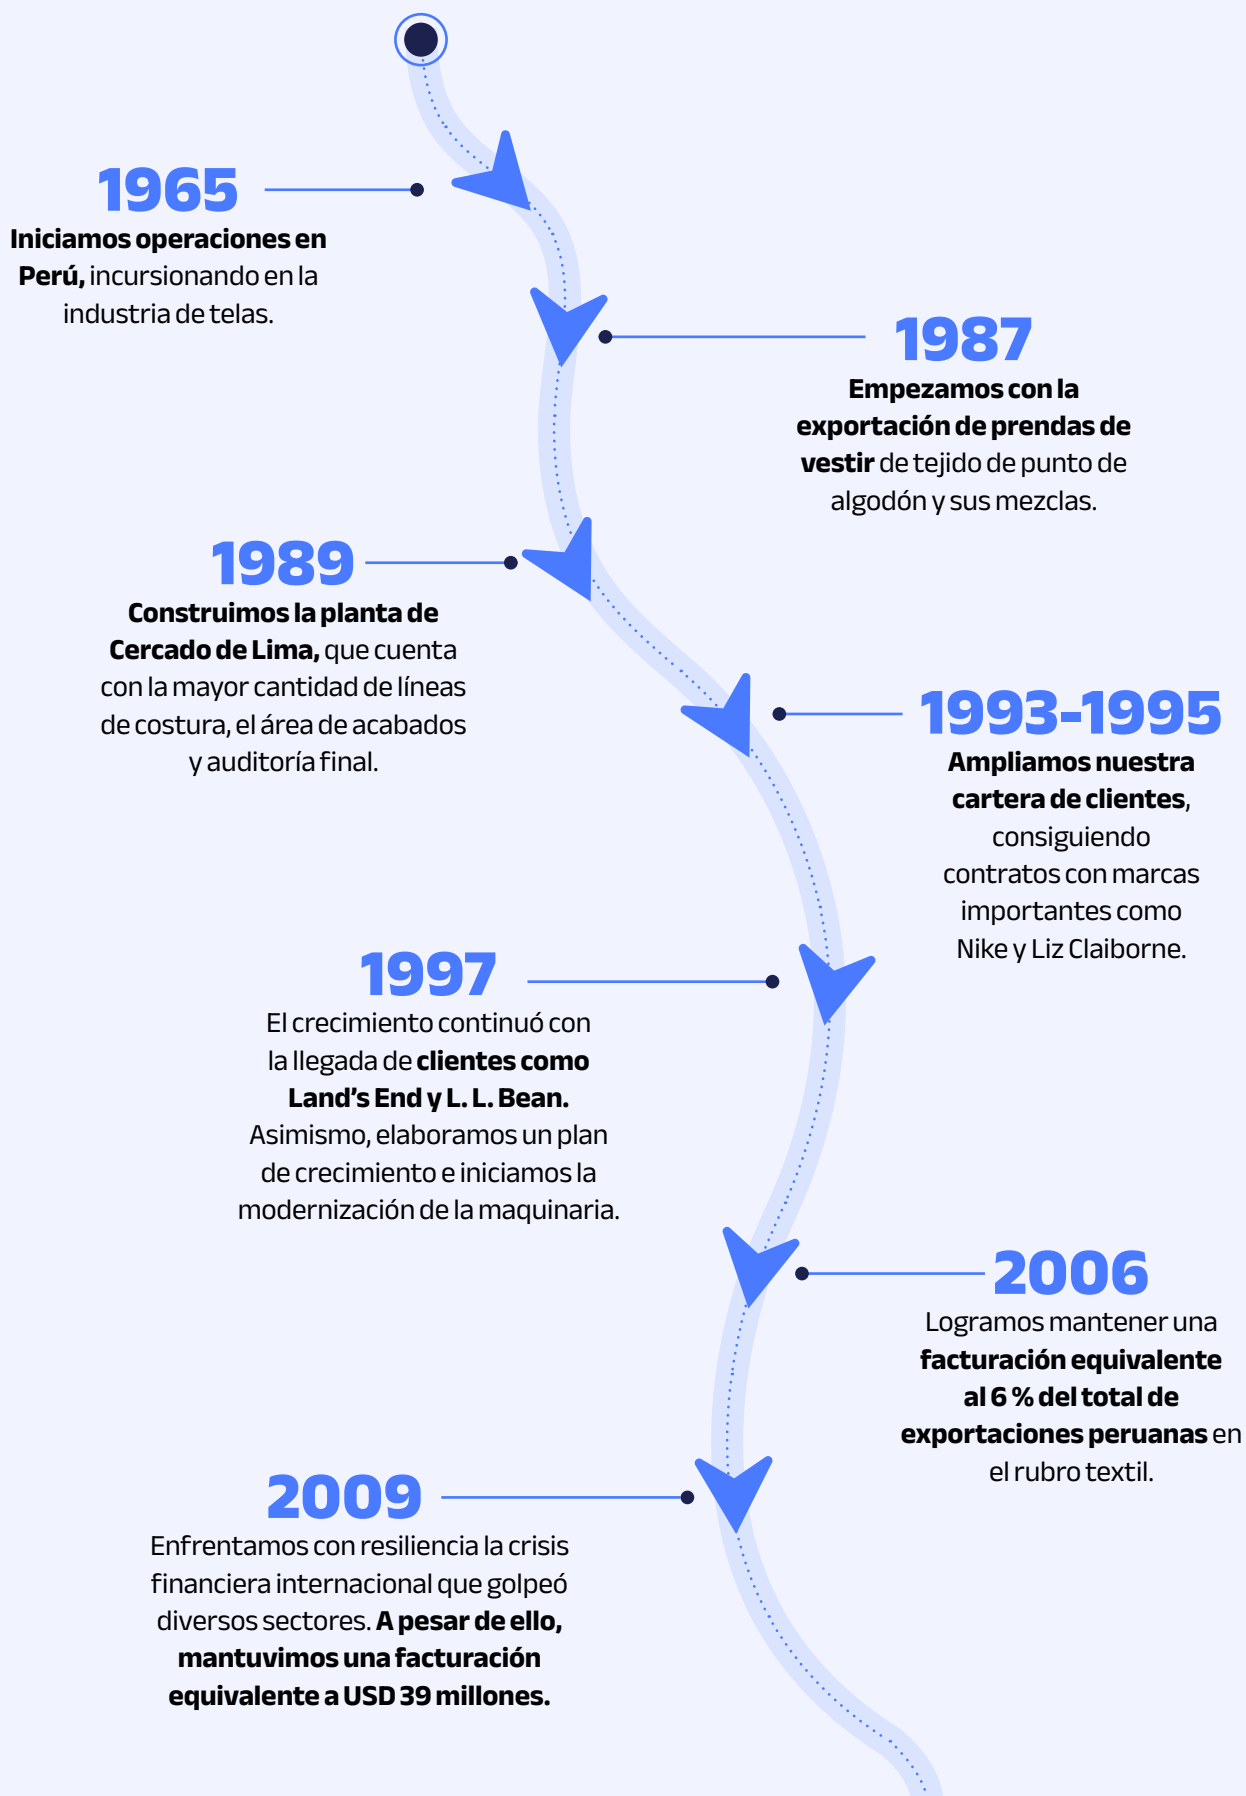 1965
Iniciamos operaciones en
Perú, incursionando en la
industria de telas.
1987
Empezamos con la
exportación de prendas de
vestir de tejido de punto de
algodón y sus mezclas.
1989
Construimos la planta de
Cercado de Lima, que cuenta
con la mayor cantidad de líneas
de costura, el área de acabados
y auditoría final.
1993-1995
Ampliamos nuestra
cartera de clientes,
consiguiendo
contratos con marcas
importantes como
Nike y Liz Claiborne.
1997
El crecimiento continuó con
la llegada de clientes como
Land’s End y L. L. Bean.
Asimismo, elaboramos un plan
de crecimiento e iniciamos la
modernización de la maquinaria.
2006
Logramos mantener una
facturación equivalente
al 6 % del total de
exportaciones peruanas en
el rubro textil.
2009
Enfrentamos con resiliencia la crisis
financiera internacional que golpeó
diversos sectores. A pesar de ello,
mantuvimos una facturación
equivalente a USD 39 millones.